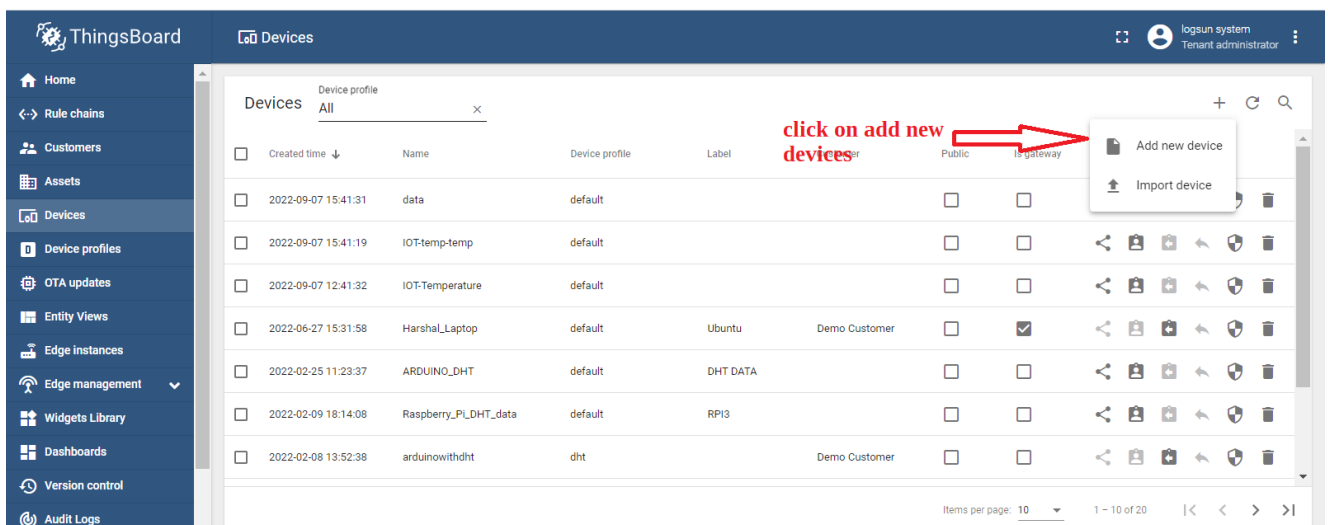 ThingsBoard
Devices
logsun system
Tenant administrator
Home
Rule chains
Customers
Assets
Devices
Device profiles
OTA updates
Entity Views
Edge instances
Edge management
Widgets Library
Dashboards
Version control
Audit Logs
Devices
Device profile
All
click on add new
devices
Add new device
Import device
Created time Name Device profile Label Customer Public Is gateway
2022-09-07 15:41:31 data default
2022-09-07 15:41:19 IOT-temp-temp default
2022-09-07 12:41:32 IOT-Temperature default
2022-06-27 15:31:58 Harshal_Laptop default Ubuntu Demo Customer
2022-02-25 11:23:37 ARDUINO_DHT default DHT DATA
2022-02-09 18:14:08 Raspberry_Pi_DHT_data default RPI3
2022-02-08 13:52:38 arduinowithdht dht Demo Customer
Items per page: 10 1 – 10 of 20